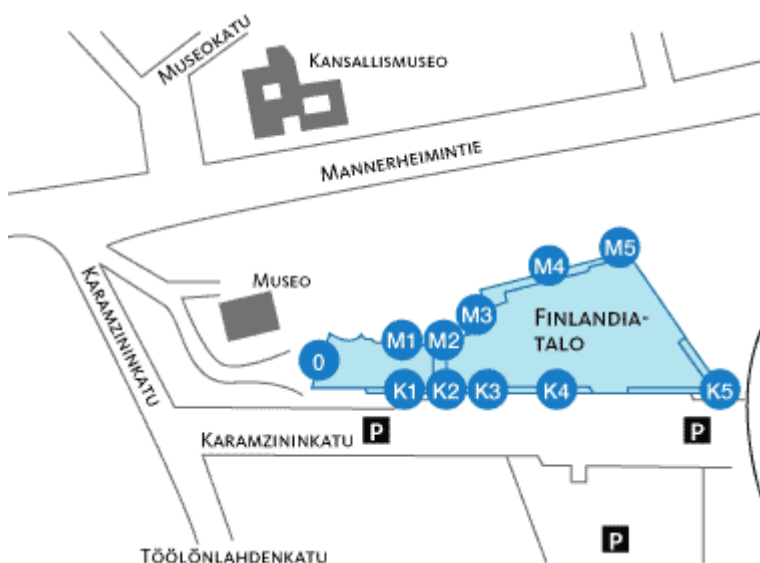 MUSEOKATU
KANSALLISMUSEO
MANNERHEIMINTIE
KARAMZININKATU
MUSEO
M5
M4
M3
FINLANDIA-
TALO
M1
M2
0
K1
K2
K3
K4
K5
P
P
KARAMZININKATU
P
TÖÖLÖNLAHDENKATU